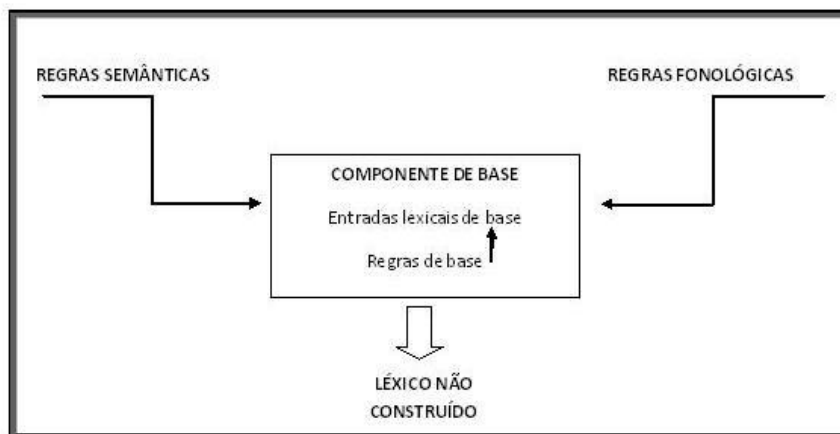 REGRAS SEMÂNTICAS
REGRAS FONOLÓGICAS
COMPONENTE DE BASE
Entradas lexicais de base
Regras de base
LÉXICO NÃO
CONSTRUÍDO